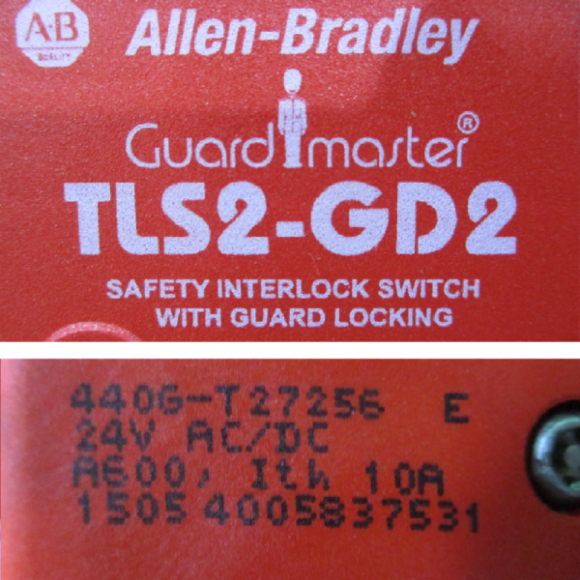 A-B
QUALITY
Allen-Bradley
Guardmaster®
TLS2-GD2
SAFETY INTERLOCK SWITCH
WITH GUARD LOCKING
440G-T27256 E
24V AC/DC
A600, Ith 10A
1505 4005837531